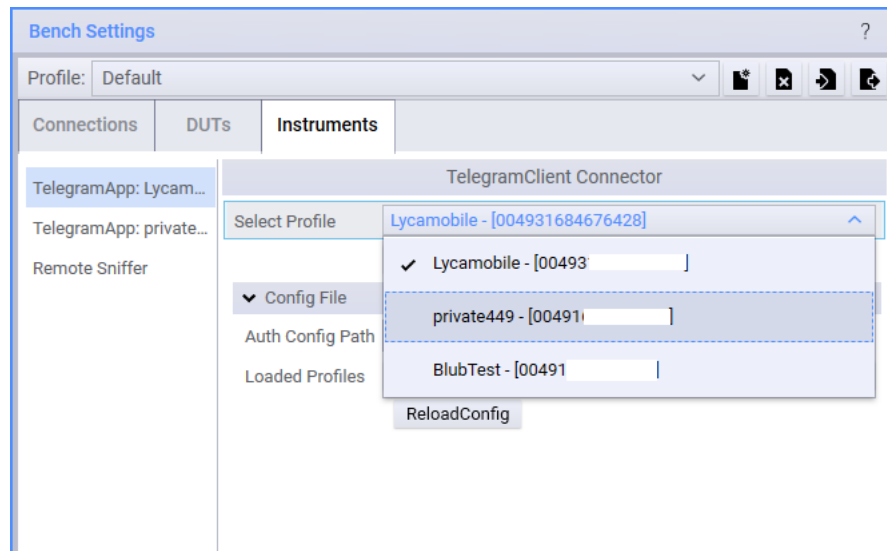 Bench Settings ?
Profile: Default
Connections DUTs Instruments
TelegramApp: Lycam...
TelegramApp: private...
Remote Sniffer
TelegramClient Connector
Select Profile Lycamobile - [004931684676428]
Lycamobile - [00493 ]
private449 - [00491 ]
BlubTest - [00491 ]
Config File
Auth Config Path
Loaded Profiles
ReloadConfig